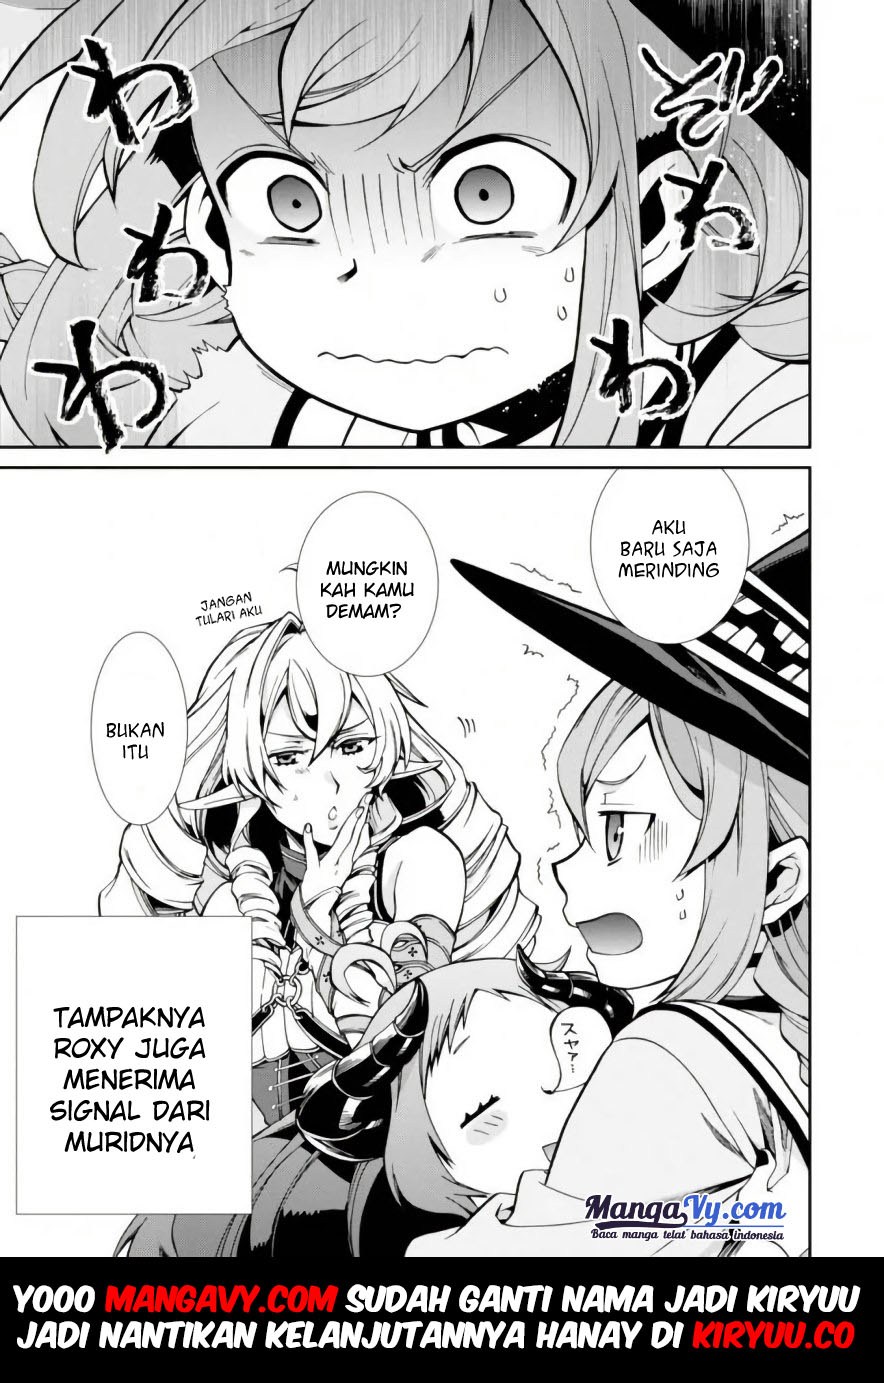 わ
わ
わ
ぞ
わ
わ
AKU
BARU SAJA
MERINDING
MUNGKIN
KAH KAMU
DEMAM?
JANGAN
TULARI AKU
BUKAN
ITU
スヤァ…
TAMPAKNYA
ROXY JUGA
MENERIMA
SIGNAL DARI
MURIDNYA
MangaVy.com
Baca manga telat bahasa indonesia
YOOO MANGAVY.COM SUDAH GANTI NAMA JADI KIRYUU
JADI NANTIKAN KELANJUTANNYA HANAY DI KIRYUU.CO